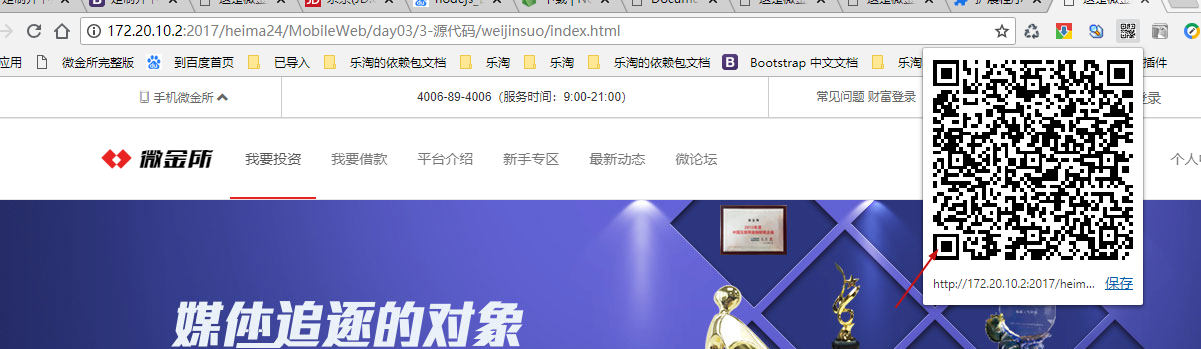 172.20.10.2:2017/heima24/MobileWeb/day03/3-源代码/weijinsuo/index.html
应用 微金所完整版 到百度首页 已导入 乐淘的依赖包文档 乐淘 乐淘 乐淘的依赖包文档 Bootstrap 中文文档 乐淘 插件
手机微金所 4006-89-4006（服务时间：9:00-21:00） 常见问题 财富登录 登录
微金所 我要投资 我要借款 平台介绍 新手专区 最新动态 微论坛 个人
http://172.20.10.2:2017/heim... 保存
媒体追逐的对象